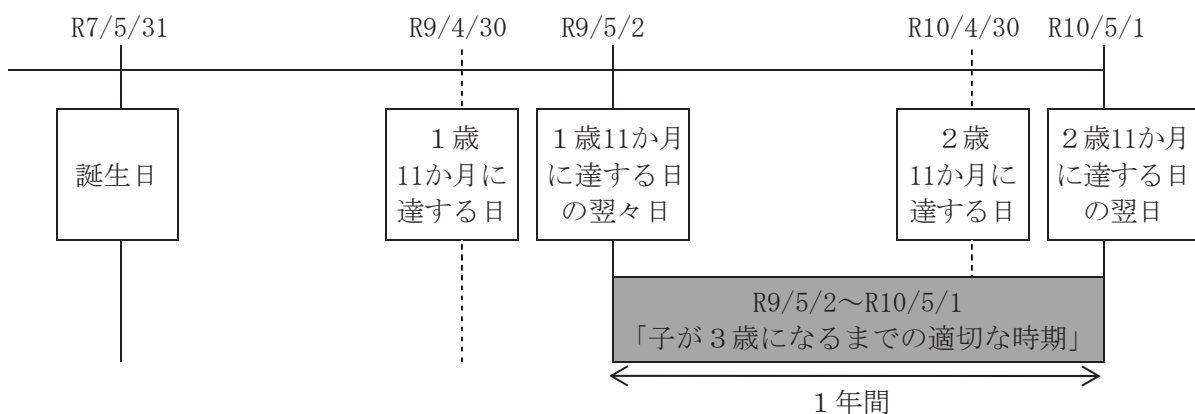 R7/5/31
R9/4/30
R9/5/2
R10/4/30
R10/5/1
誕生日
１歳
11か月に
達する日
１歳11か月
に達する日
の翌々日
２歳
11か月に
達する日
２歳11か月
に達する日
の翌日
R9/5/2～R10/5/1
「子が３歳になるまでの適切な時期」
１年間